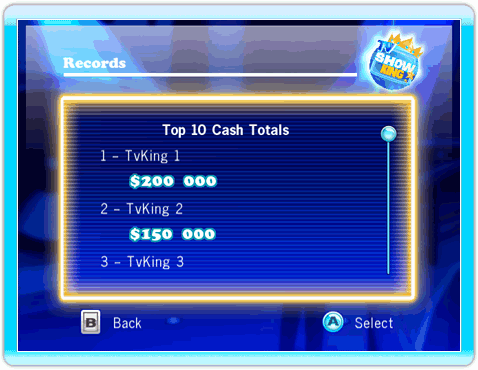 Records
TV
SHOW
KING
Top 10 Cash Totals
1 – TvKing 1
$200 000
2 – TvKing 2
$150 000
3 – TvKing 3
B Back
A Select